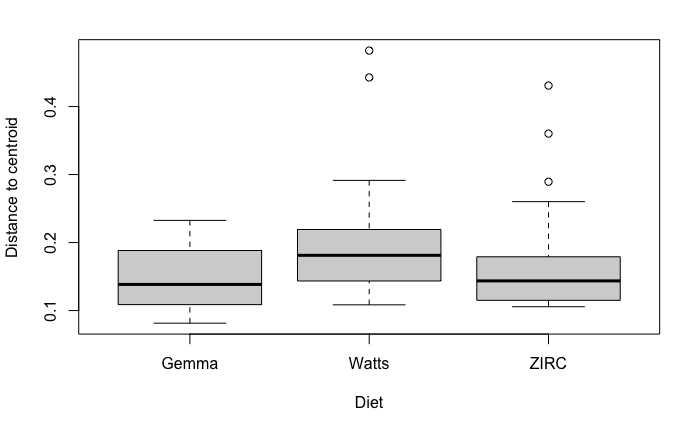 Distance to centroid
0.4
0.3
0.2
0.1
Gemma Watts ZIRC
Diet